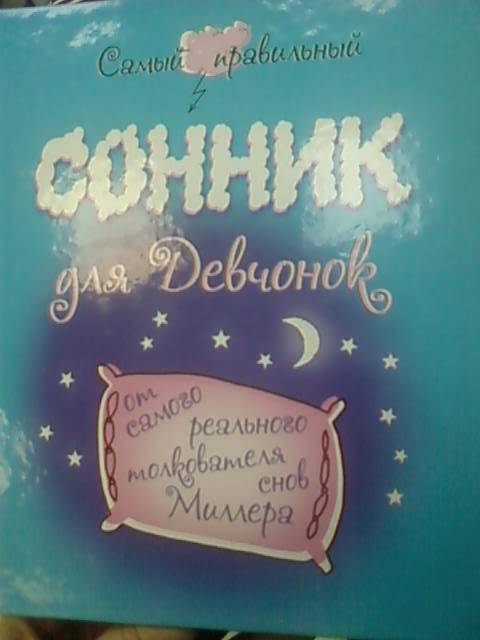 Самый правильный
СОННИК
для Девчонок
от
самого
реального
толкователя
снов
Миллера